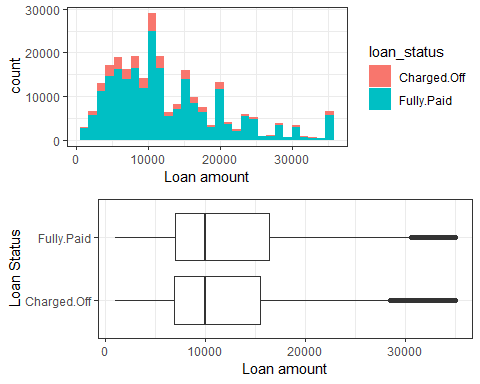 30000
20000
10000
0
count
0 10000 20000 30000
Loan amount
loan_status
Charged.Off
Fully.Paid
Loan Status
Fully.Paid
Charged.Off
0 10000 20000 30000
Loan amount